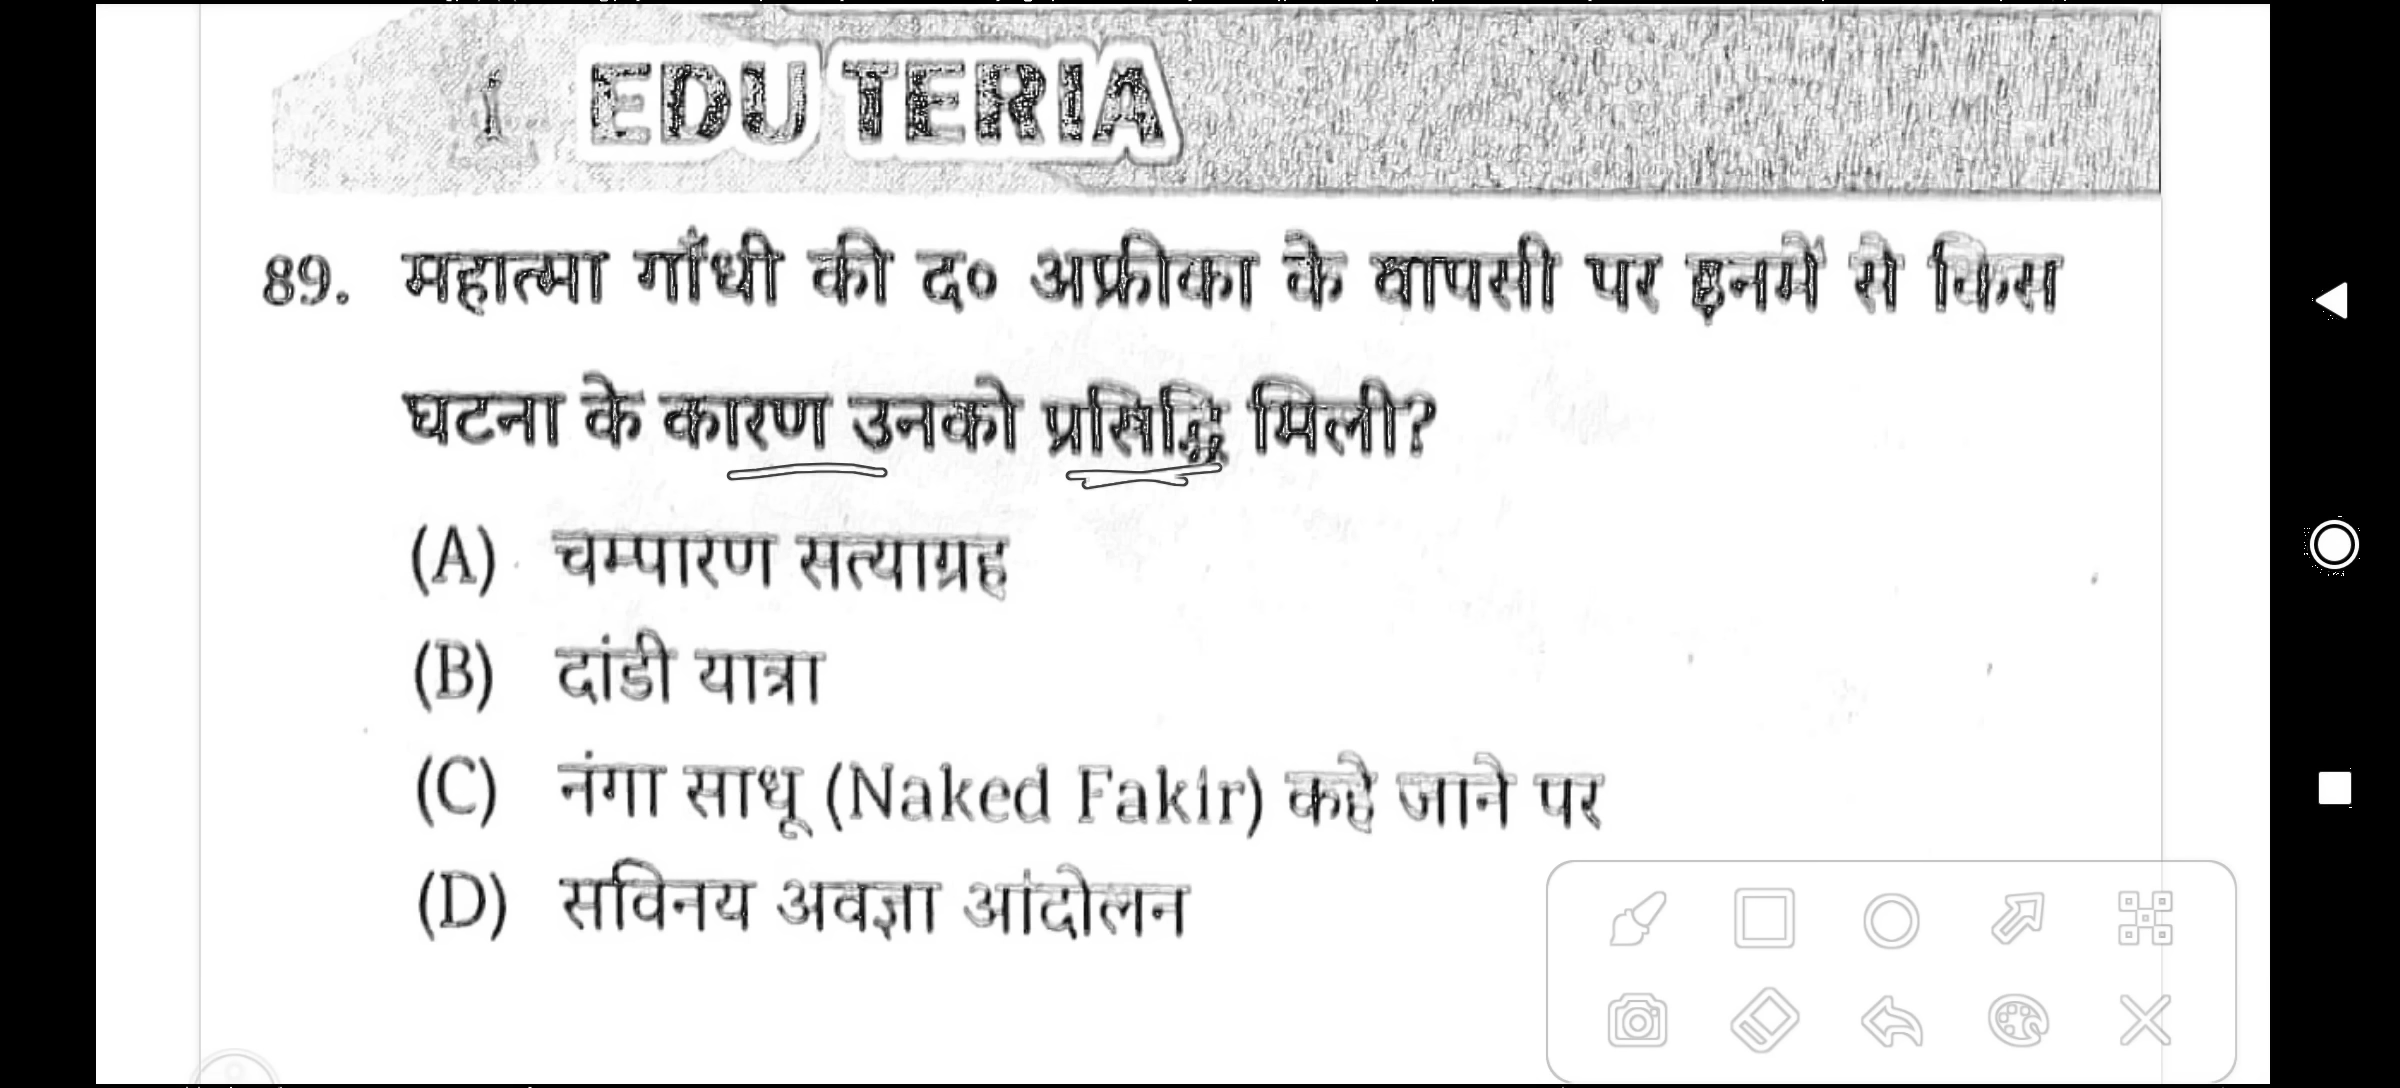 EDU TERIA
89. महात्मा गाँधी की द० अफ्रीका के वापसी पर इनमें से किस
घटना के कारण उनको प्रसिद्धि मिली?
(A) चम्पारण सत्याग्रह
(B) दांडी यात्रा
(C) नंगा साधू (Naked Fakir) कहे जाने पर
(D) सविनय अवज्ञा आंदोलन